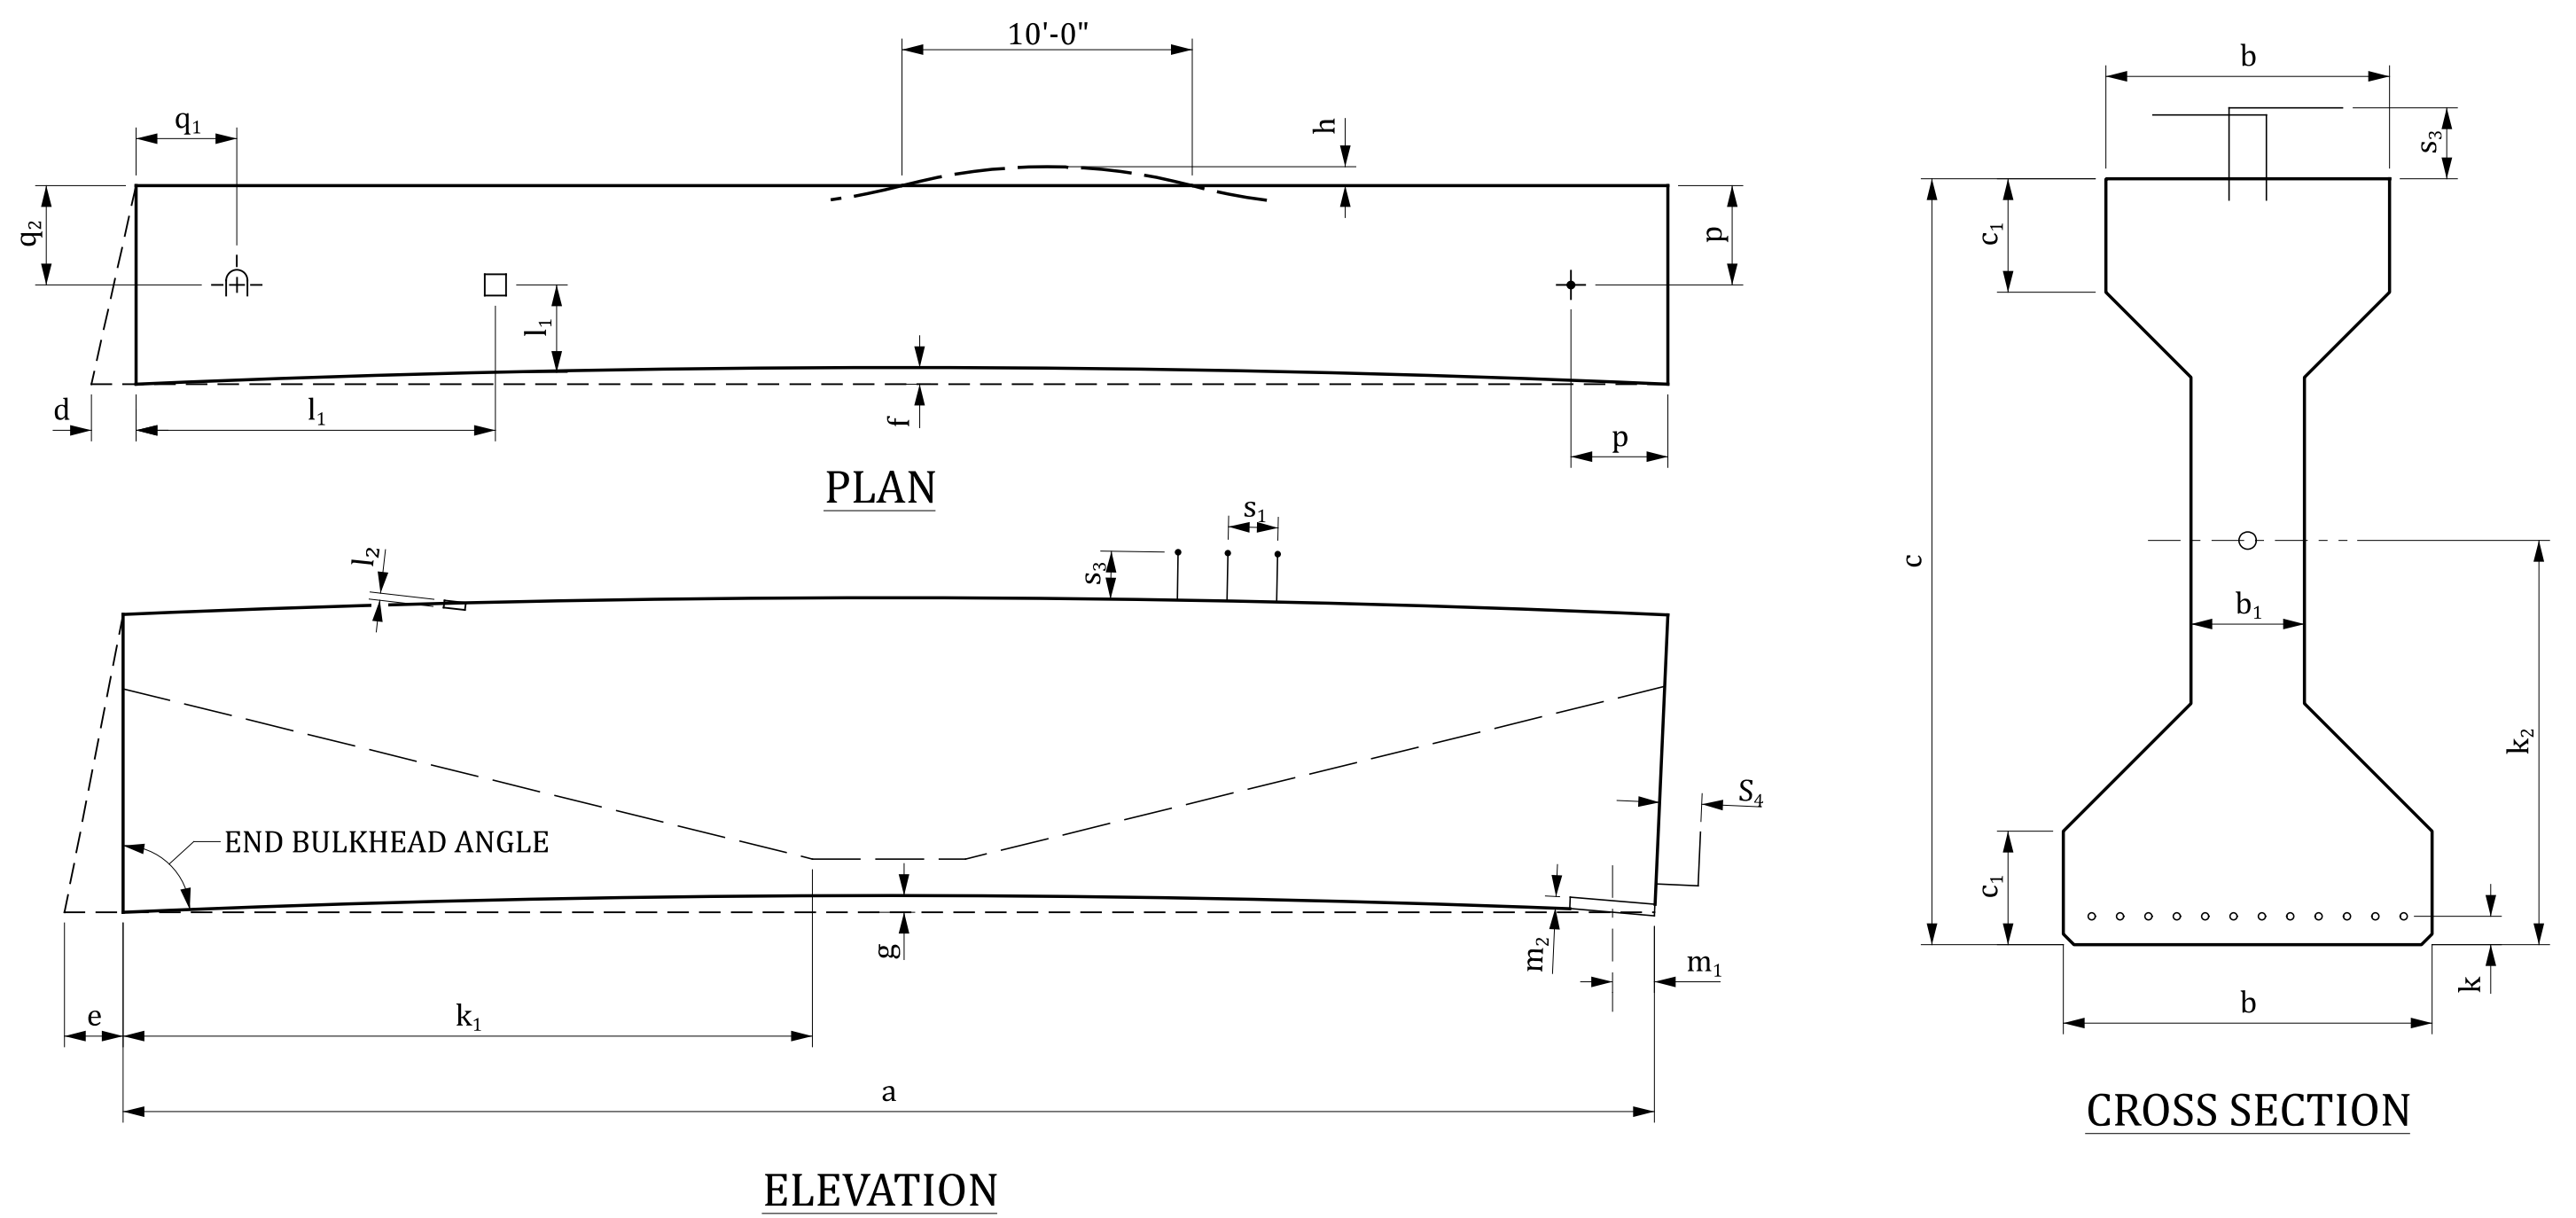 10'-0"
h
q1
q2
p
l1
d
l1
f
p
PLAN
s1
l2
s3
END BULKHEAD ANGLE
S4
g
m2
m1
e
k1
a
ELEVATION
b
s3
c1
c
b1
k2
c1
k
b
CROSS SECTION